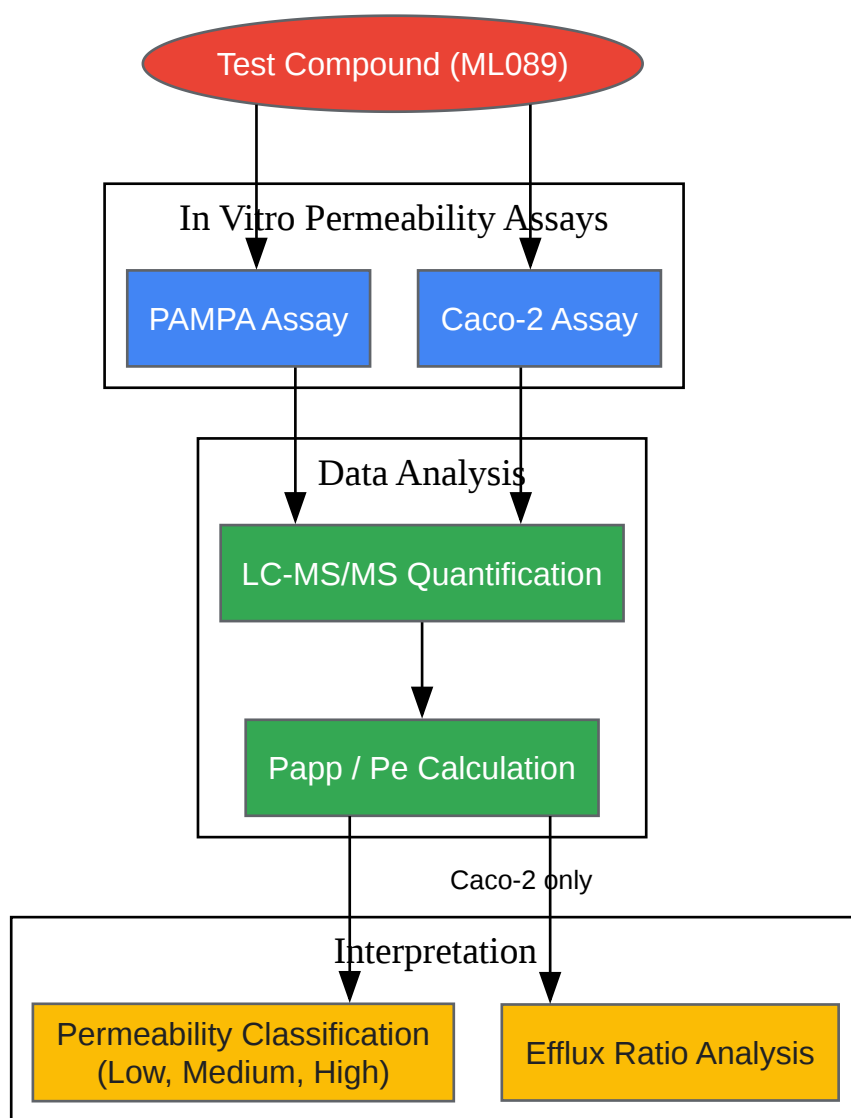 Test Compound (ML089)
In Vitro Permeability Assays
PAMPA Assay
Caco-2 Assay
Data Analysis
LC-MS/MS Quantification
Papp / Pe Calculation
Caco-2 only
Interpretation
Permeability Classification
(Low, Medium, High)
Efflux Ratio Analysis